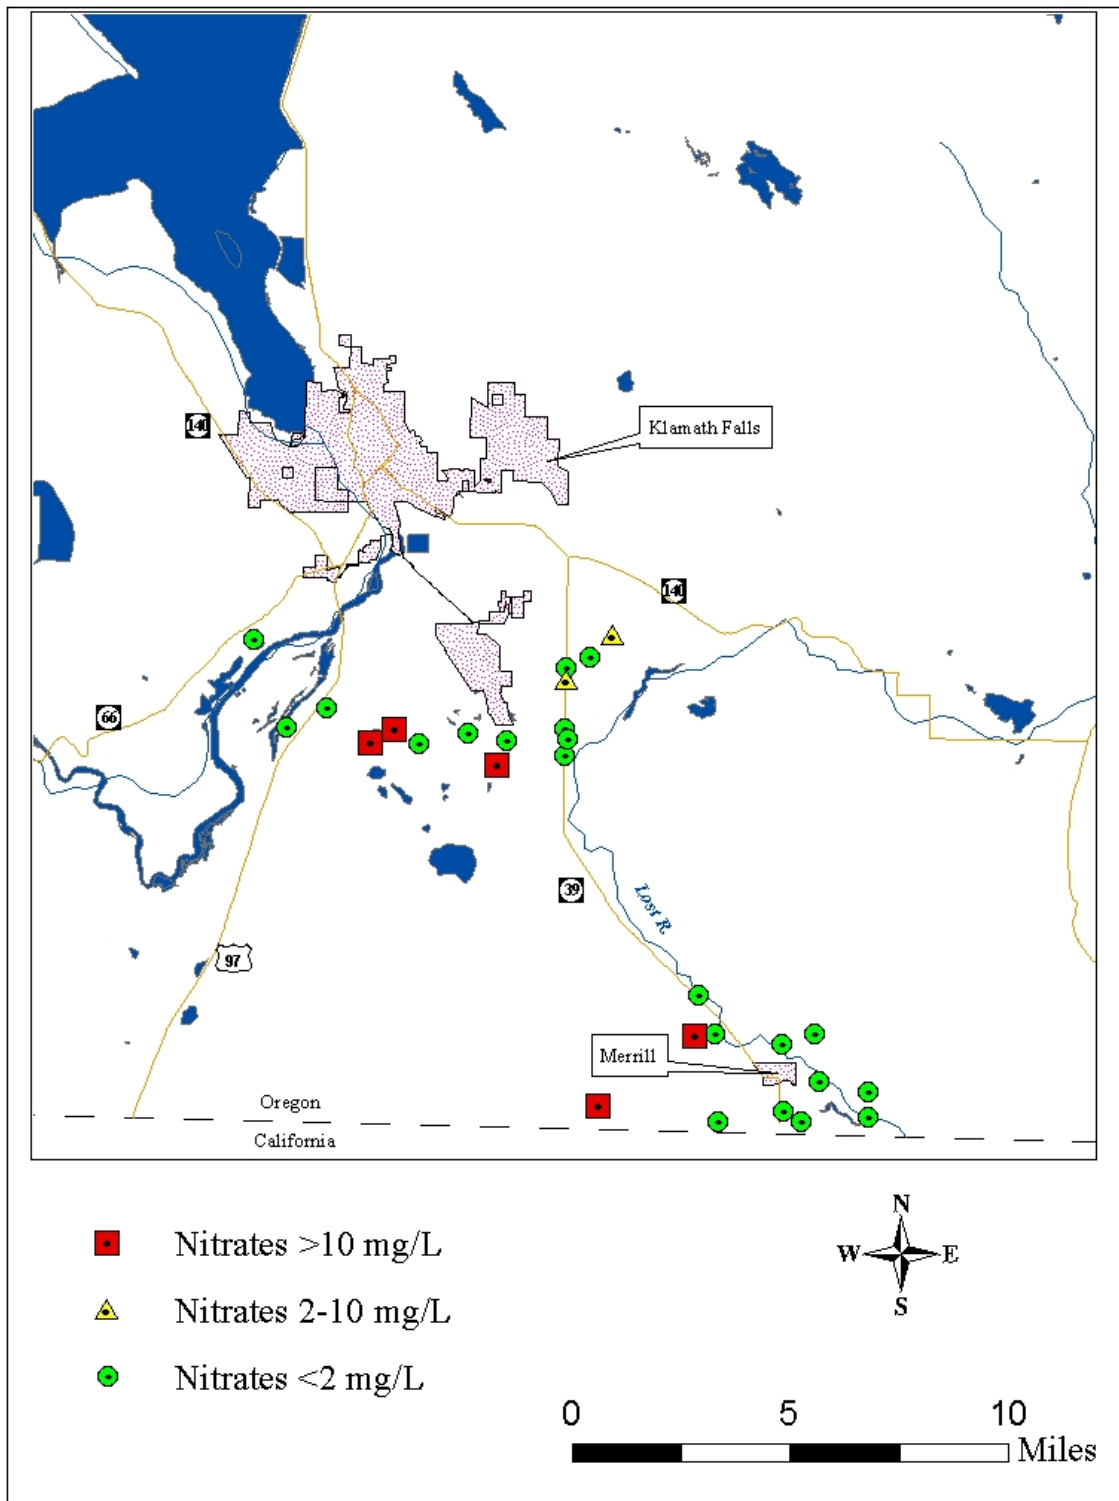 140
Klamath Falls
140
66
39
Lost R.
97
Merrill
Oregon
California
Nitrates >10 mg/L
Nitrates 2-10 mg/L
Nitrates <2 mg/L
N
W E
S
0 5 10
Miles